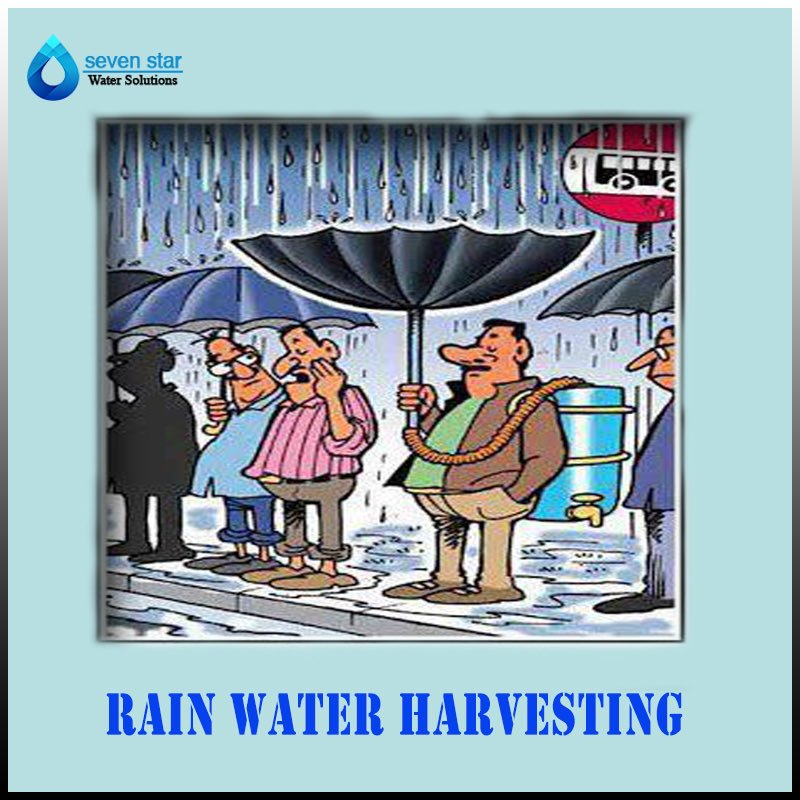 seven star
Water Solutions
RAIN WATER HARVESTING